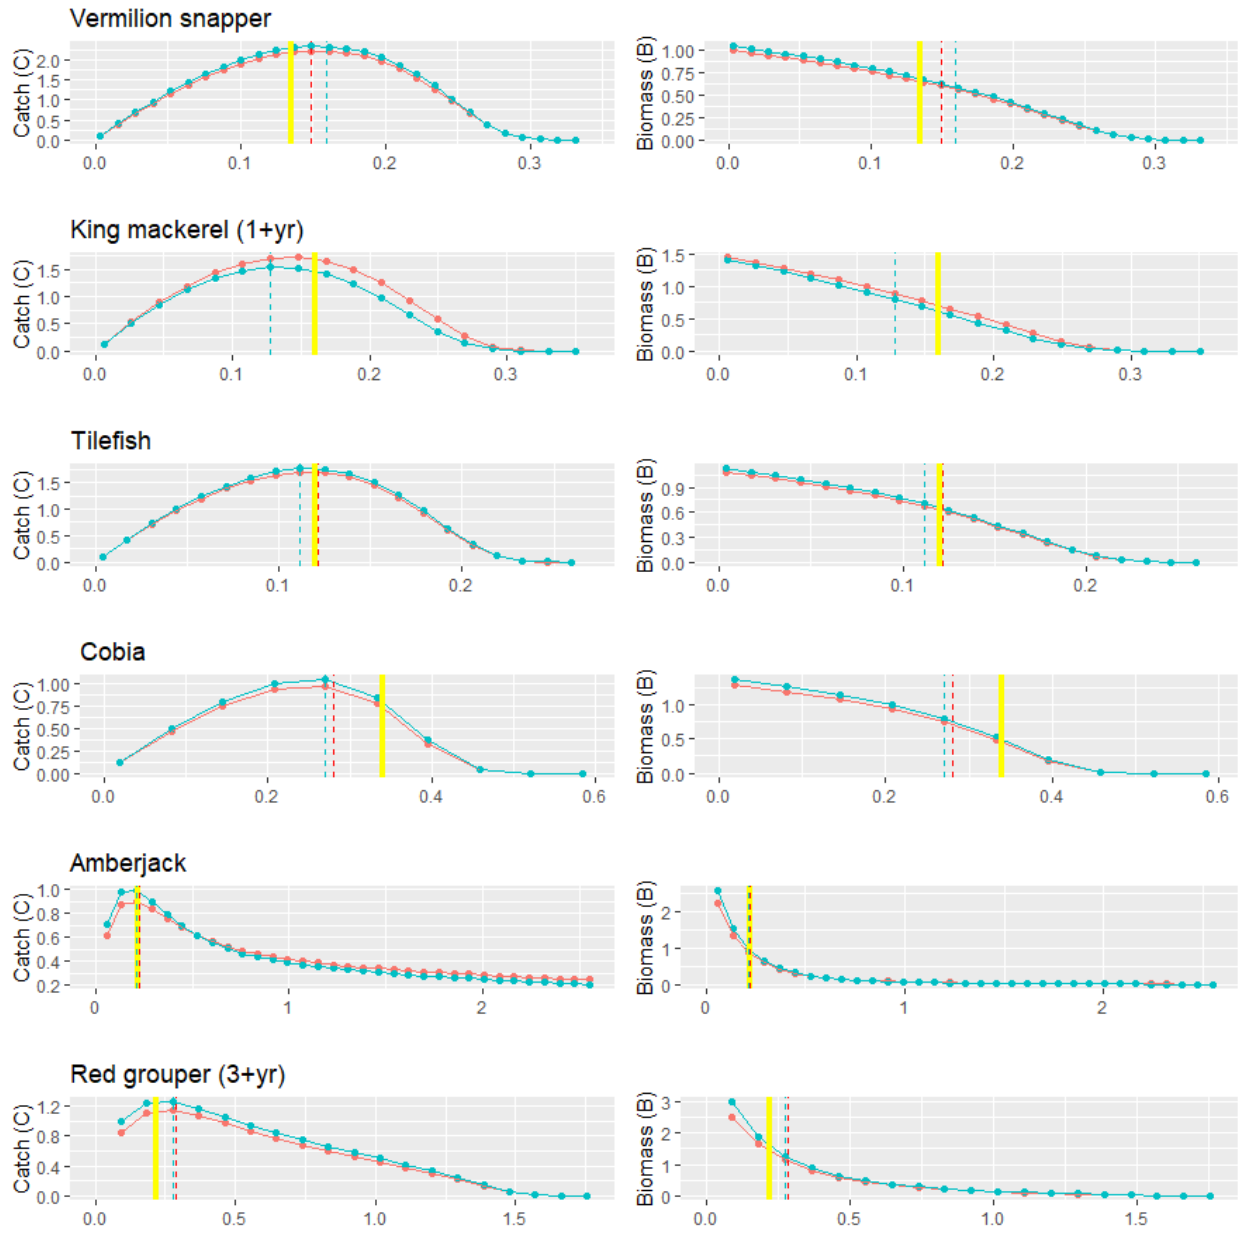 Vermilion snapper
Catch (C)
2.0
1.5
1.0
0.5
0.0
0.0 0.1 0.2 0.3
Biomass (B)
1.00
0.75
0.50
0.25
0.00
0.0 0.1 0.2 0.3
King mackerel (1+yr)
Catch (C)
1.5
1.0
0.5
0.0
0.0 0.1 0.2 0.3
Biomass (B)
1.5
1.0
0.5
0.0
0.0 0.1 0.2 0.3
Tilefish
Catch (C)
1.5
1.0
0.5
0.0
0.0 0.1 0.2
Biomass (B)
0.9
0.6
0.3
0.0
0.0 0.1 0.2
Cobia
Catch (C)
1.00
0.75
0.50
0.25
0.00
0.0 0.2 0.4 0.6
Biomass (B)
1.0
0.5
0.0
0.0 0.2 0.4 0.6
Amberjack
Catch (C)
1.0
0.8
0.6
0.4
0.2
0 1 2
Biomass (B)
2
1
0
0 1 2
Red grouper (3+yr)
Catch (C)
1.2
0.8
0.4
0.0
0.0 0.5 1.0 1.5
Biomass (B)
3
2
1
0
0.0 0.5 1.0 1.5